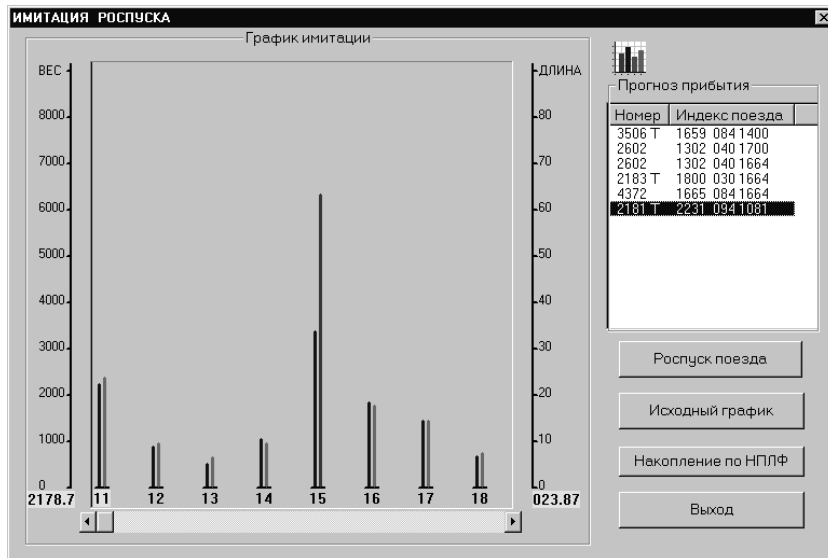 ИМИТАЦИЯ РОСПУСКА
График имитации
ВЕС
ДЛИНА
8000
7000
6000
5000
4000
3000
2000
1000
0
80
70
60
50
40
30
20
10
0
2178.7 11 12 13 14 15 16 17 18 023.87
Прогноз прибытия
Номер Индекс поезда
3506 Т 1659 084 1400
2602 1302 040 1700
2602 1302 040 1664
2183 Т 1800 030 1664
4372 1665 084 1664
2181 Т 2231 094 1081
Роспуск поезда
Исходный график
Накопление по НПЛФ
Выход